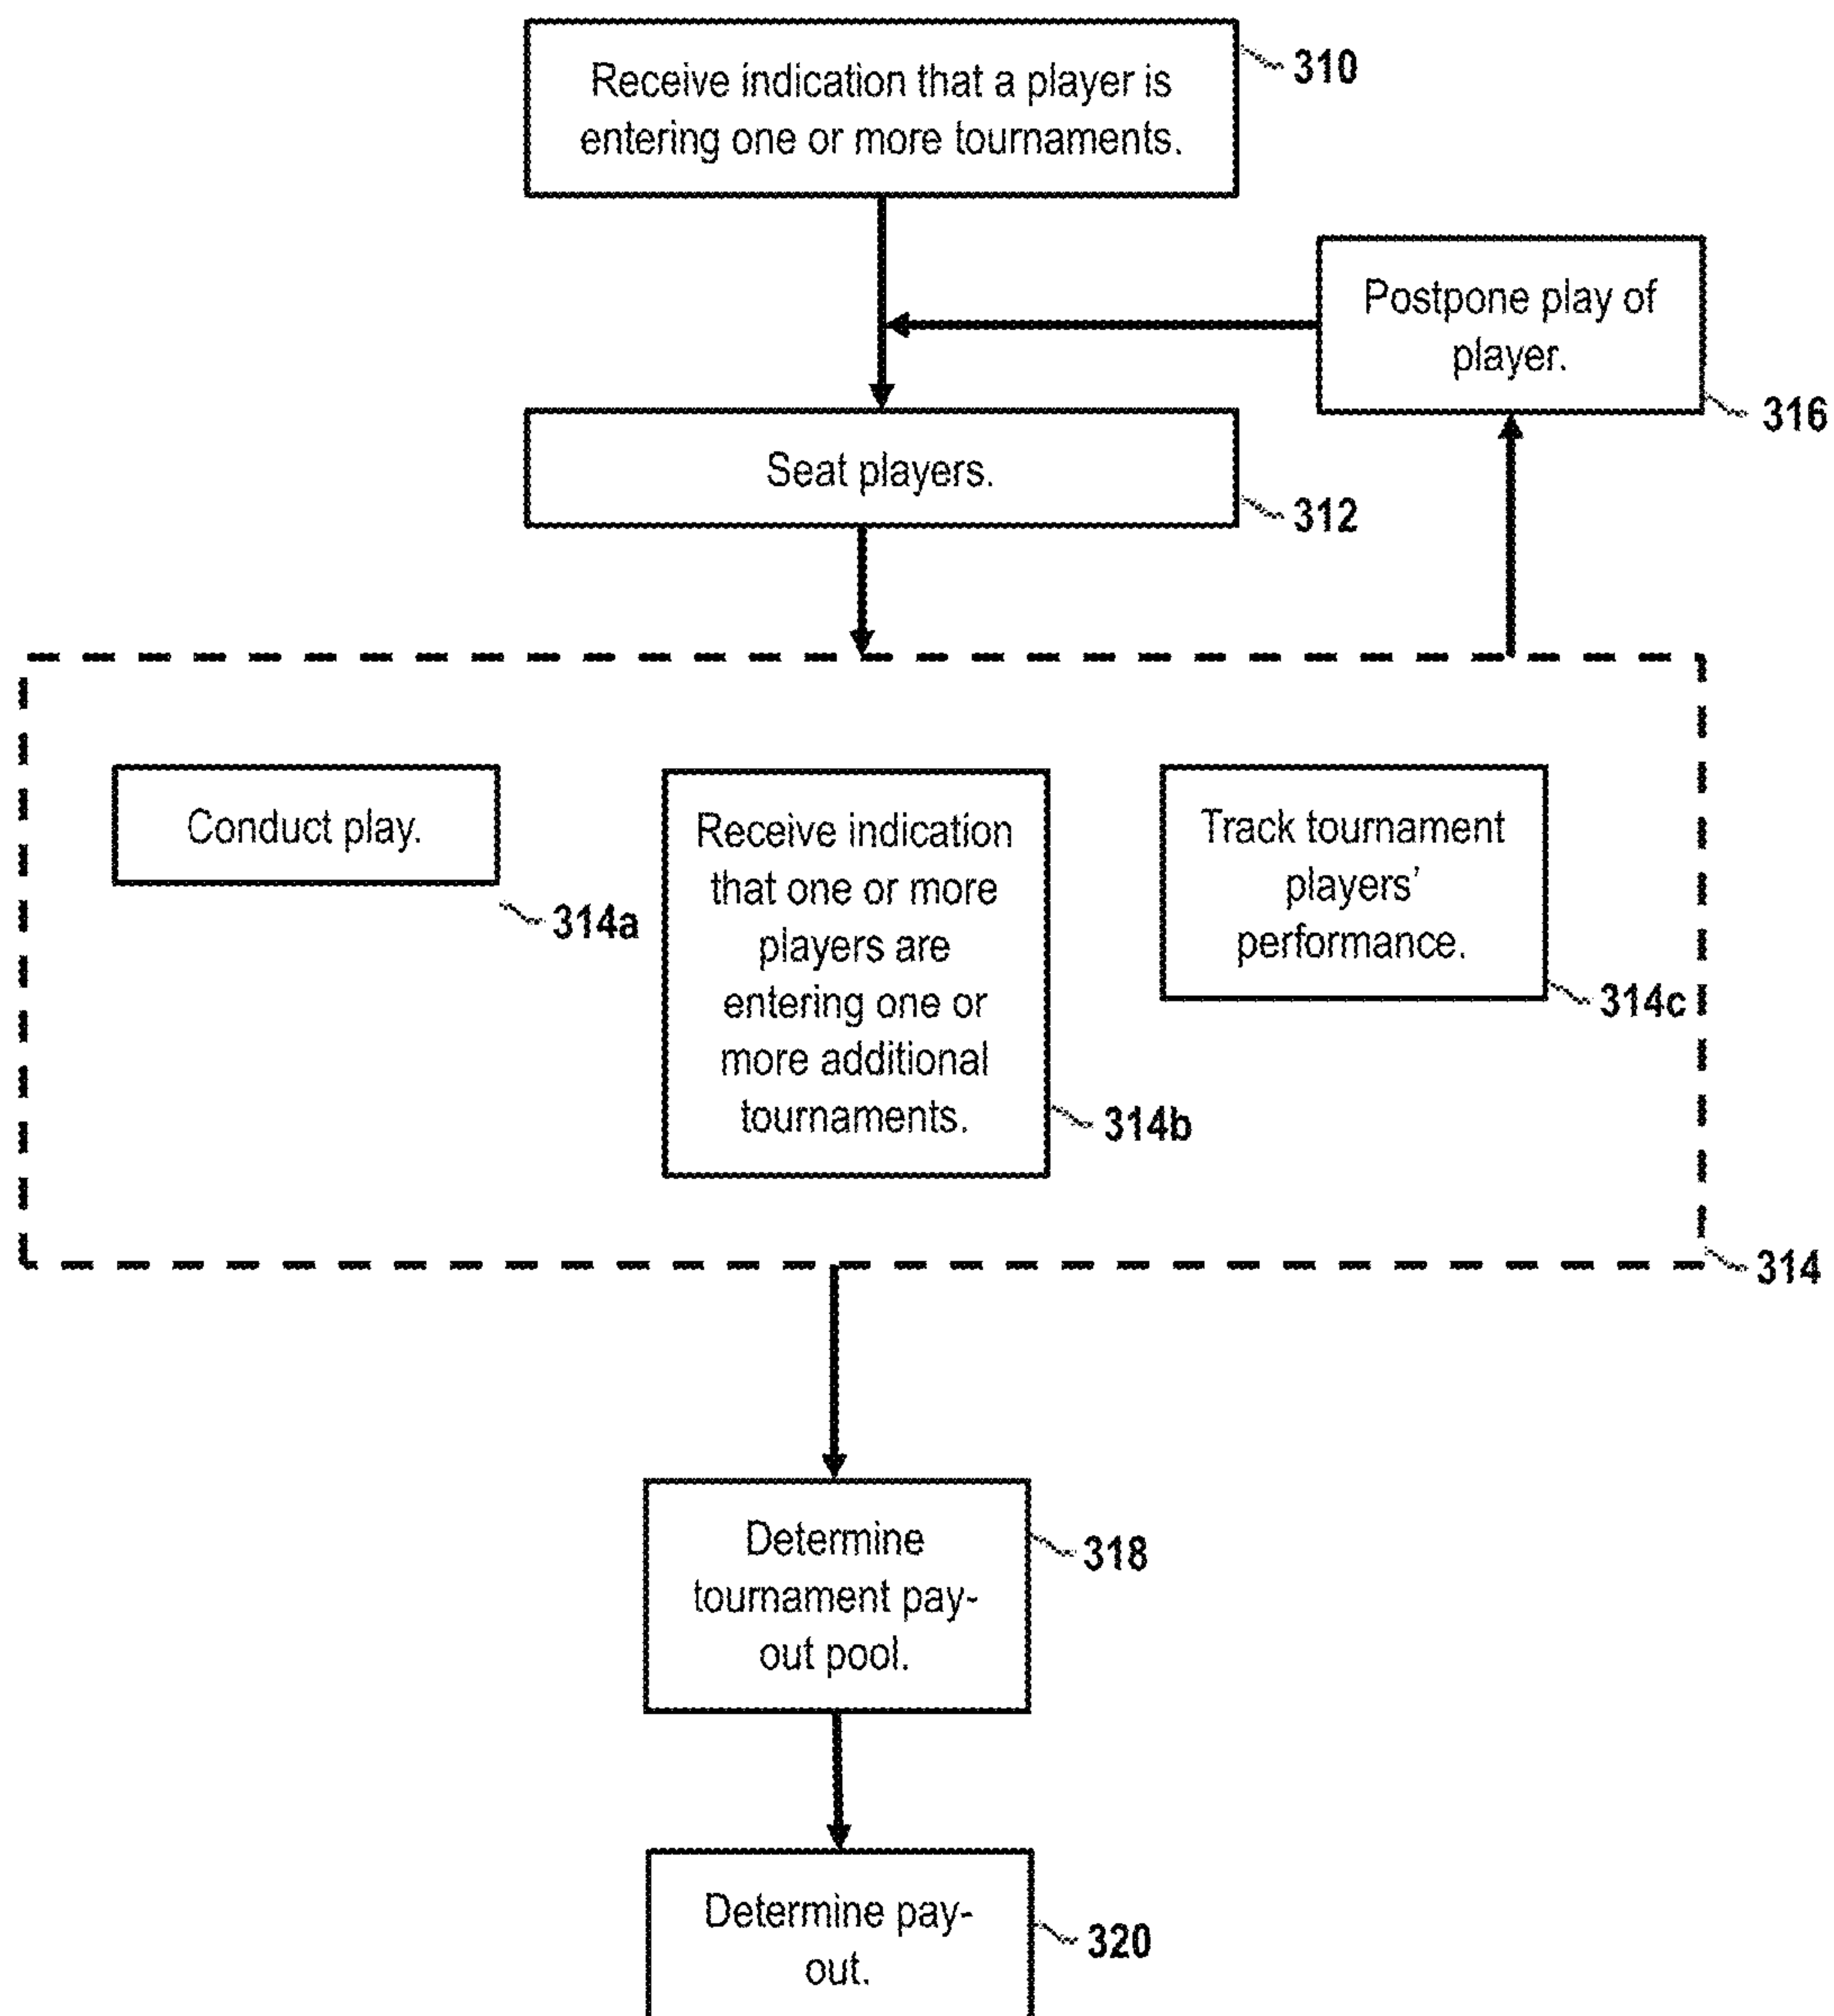 Receive indication that a player is
entering one or more tournaments.
310
Postpone play of
player.
316
Seat players.
312
Conduct play.
314a
Receive indication
that one or more
players are
entering one or
more additional
tournaments.
314b
Track tournament
players’
performance.
314c
314
Determine
tournament pay-
out pool.
318
Determine pay-
out.
320